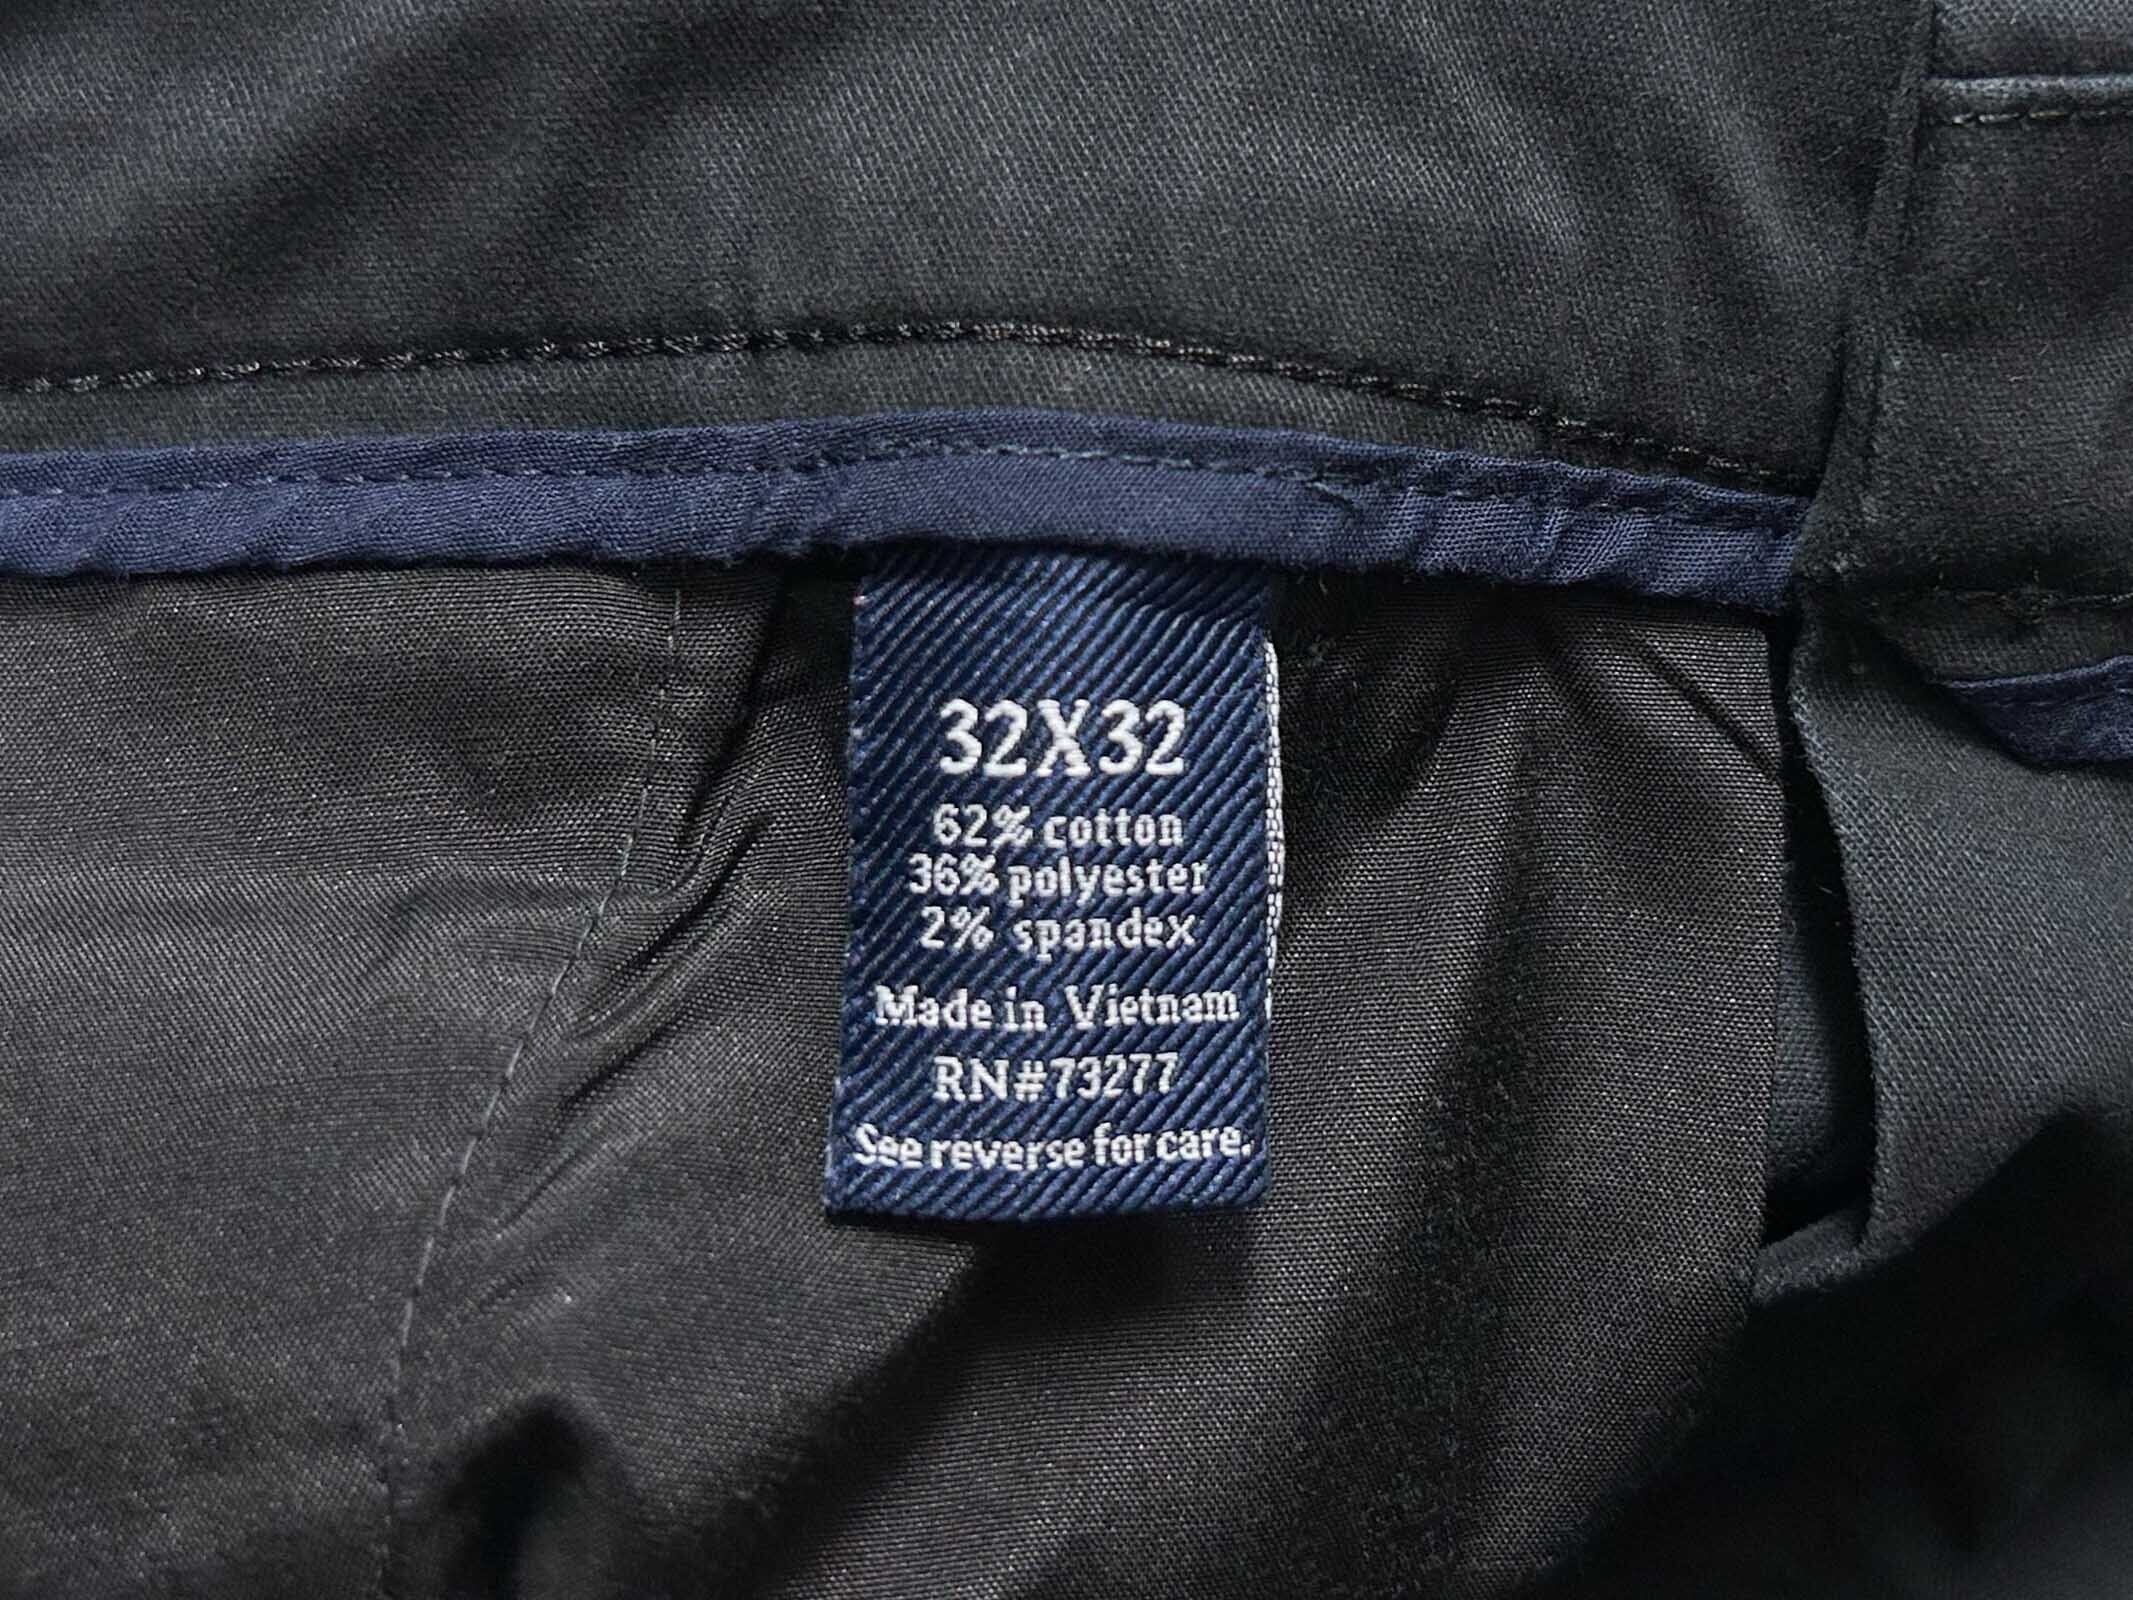 32X32
62% cotton
36% polyester
2% spandex
Made in Vietnam
RN#73277
See reverse for care.